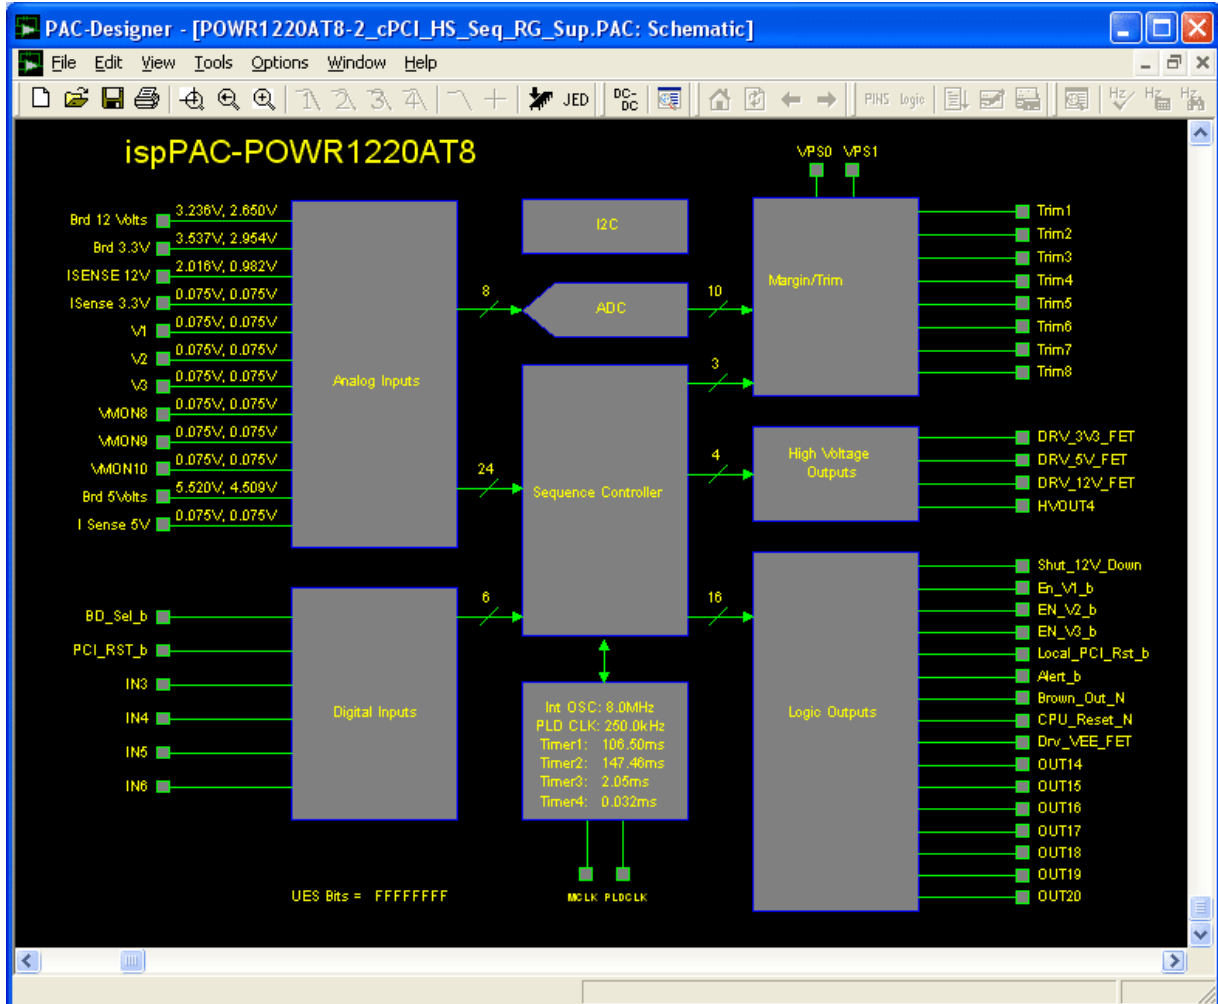 PAC-Designer - [POWR1220AT8-2_cPCI_HS_Seq_RG_Sup.PAC: Schematic]
File Edit View Tools Options Window Help
1 2 3 4 JED DC-DC PINS Logic Hz Hz Hz
ispPAC-POWR1220AT8
VPS0 VPS1
Brd 12 Volts 3.236V, 2.650V
Brd 3.3V 3.537V, 2.954V
ISENSE 12V 2.016V, 0.982V
ISense 3.3V 0.075V, 0.075V
V1 0.075V, 0.075V
V2 0.075V, 0.075V
V3 0.075V, 0.075V
VMON8 0.075V, 0.075V
VMON9 0.075V, 0.075V
VMON10 0.075V, 0.075V
Brd 5Volts 5.520V, 4.509V
I Sense 5V 0.075V, 0.075V
Analog Inputs
8
24
BD_Sel_b
PCI_RST_b
IN3
IN4
IN5
IN6
Digital Inputs
6
I2C
ADC
10
Sequence Controller
3
4
16
Int OSC: 8.0MHz
PLD CLK: 250.0kHz
Timer1: 106.50ms
Timer2: 147.46ms
Timer3: 2.05ms
Timer4: 0.032ms
MCLK PLDCLK
Margin/Trim
Trim1
Trim2
Trim3
Trim4
Trim5
Trim6
Trim7
Trim8
High Voltage
Outputs
DRV_3V3_FET
DRV_5V_FET
DRV_12V_FET
HVOUT4
Logic Outputs
Shut_12V_Down
En_V1_b
EN_V2_b
EN_V3_b
Local_PCI_Rst_b
Alert_b
Brown_Out_N
CPU_Reset_N
Drv_VEE_FET
OUT14
OUT15
OUT16
OUT17
OUT18
OUT19
OUT20
UES Bits = FFFFFFFF